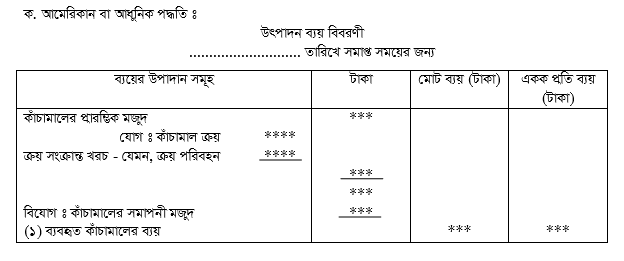 ক. আমেরিকান বা আধুনিক পদ্ধতি ঃ
উৎপাদন ব্যয় বিবরণী
............................ তারিখে সমাপ্ত সময়ের জন্য
ব্যয়ের উপাদান সমূহ টাকা মোট ব্যয় (টাকা) একক প্রতি ব্যয় (টাকা)
কাঁচামালের প্রারম্ভিক মজুদ ***
যোগ ঃ কাঁচামাল ক্রয় ****
ক্রয় সংক্রান্ত খরচ - যেমন, ক্রয় পরিবহন ****
***
***
বিযোগ ঃ কাঁচামালের সমাপনী মজুদ ***
(১) ব্যবহৃত কাঁচামালের ব্যয় *** ***